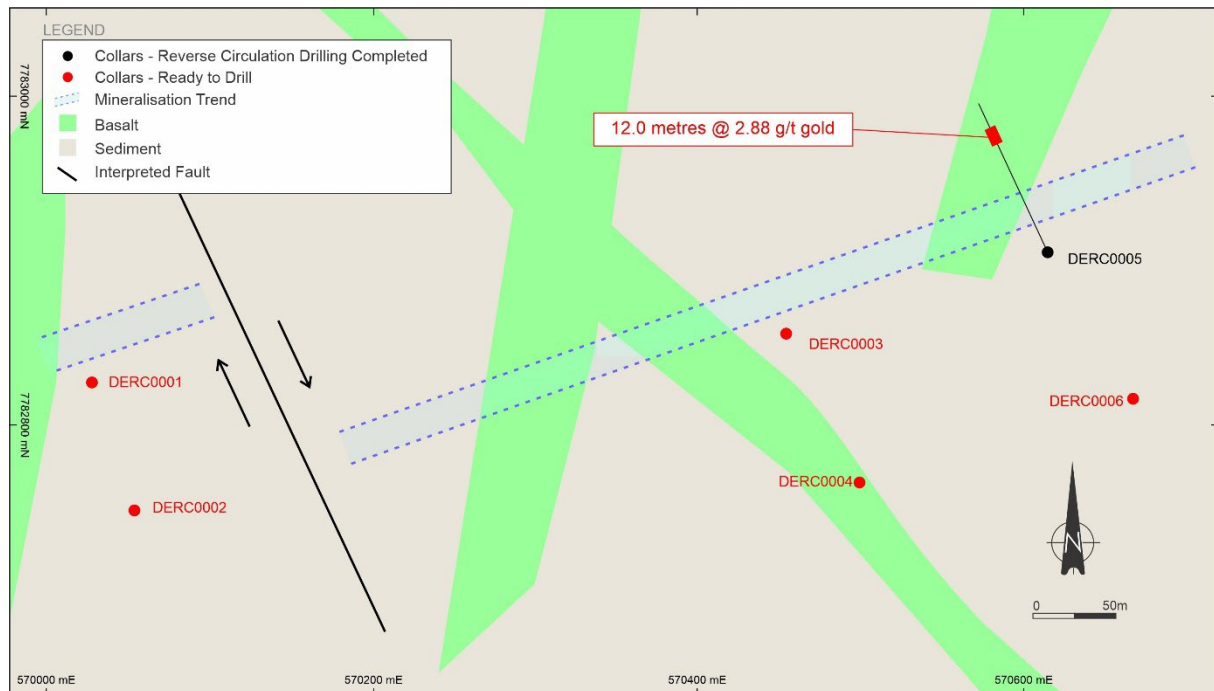 LEGEND
Collars - Reverse Circulation Drilling Completed
Collars - Ready to Drill
Mineralisation Trend
Basalt
Sediment
Interpreted Fault
7783000 mN
12.0 metres @ 2.88 g/t gold
DERC0005
DERC0003
DERC0001
DERC0006
7782800 mN
DERC0004
DERC0002
N
0 50m
570000 mE 570200 mE 570400 mE 570600 mE